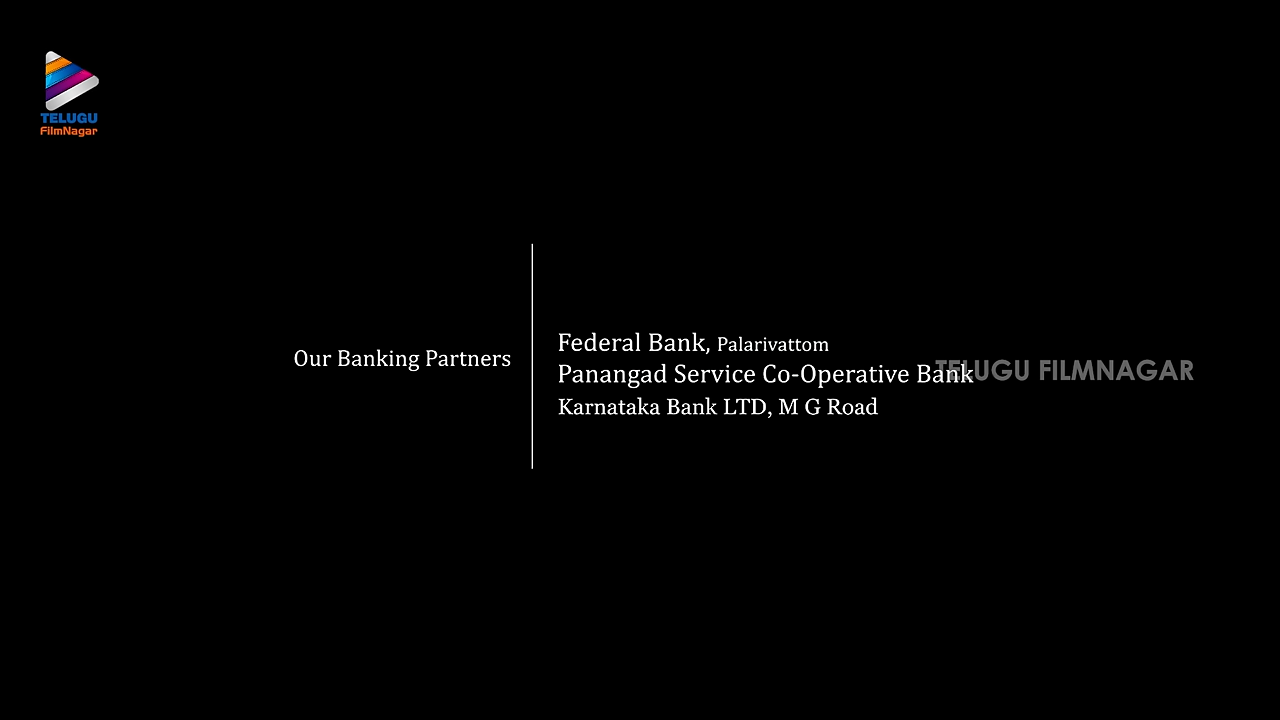 TELUGU
FilmNagar
Our Banking Partners
Federal Bank, Palarivattom
Panangad Service Co-Operative Bank
Karnataka Bank LTD, M G Road
TELUGU FILMNAGAR